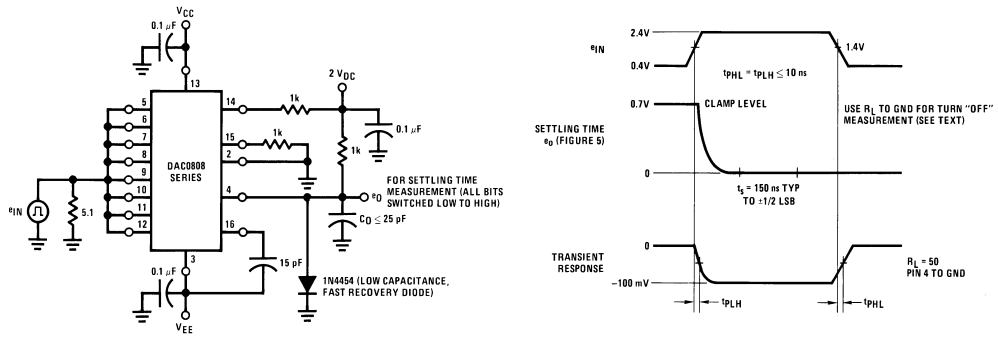 VCC
0.1 μF
13
2 VDC
5
6
7
8
9
10
11
12
14
1k
15
1k
2
4
16
3
DAC0808
SERIES
1k
0.1 μF
eIN
5.1
eO
FOR SETTLING TIME
MEASUREMENT (ALL BITS
SWITCHED LOW TO HIGH)
CO ≤ 25 pF
15 pF
0.1 μF
1N4454 (LOW CAPACITANCE,
FAST RECOVERY DIODE)
VEE
eIN
2.4V
0.4V
1.4V
tPHL = tPLH ≤ 10 ns
0.7V
CLAMP LEVEL
USE RL TO GND FOR TURN "OFF"
MEASUREMENT (SEE TEXT)
SETTLING TIME
eO (FIGURE 5)
0
tS = 150 ns TYP
TO ±1/2 LSB
0
TRANSIENT
RESPONSE
−100 mV
RL = 50
PIN 4 TO GND
tPLH
tPHL